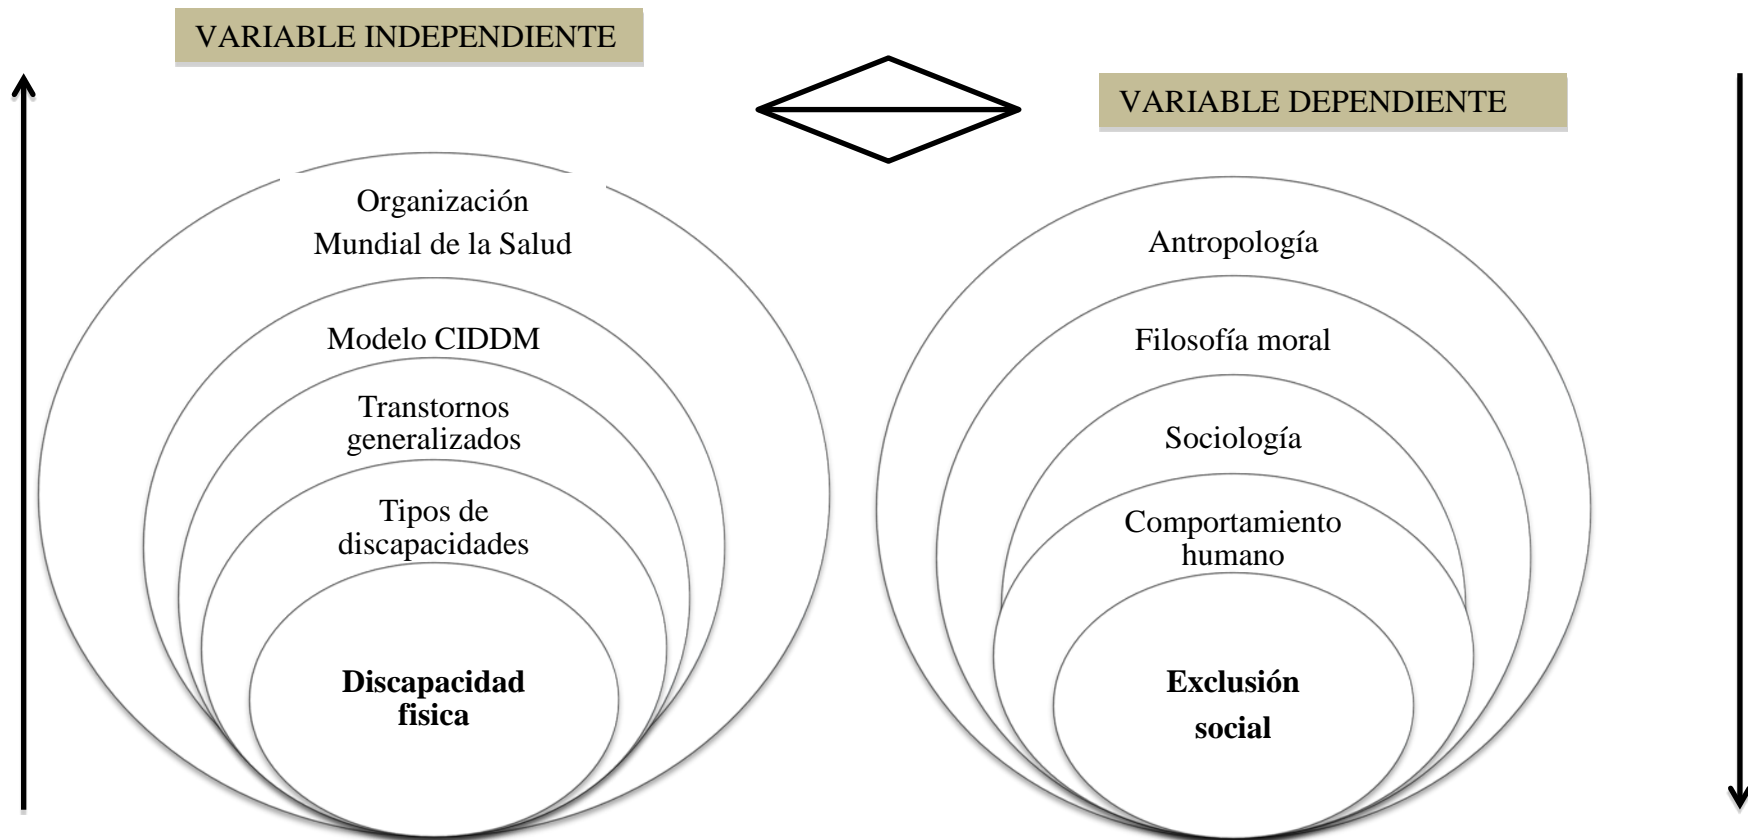 VARIABLE INDEPENDIENTE
VARIABLE DEPENDIENTE
Organización
Mundial de la Salud
Modelo CIDDM
Transtornos
generalizados
Tipos de
discapacidades
Discapacidad
fisica
Antropología
Filosofía moral
Sociología
Comportamiento
humano
Exclusión
social